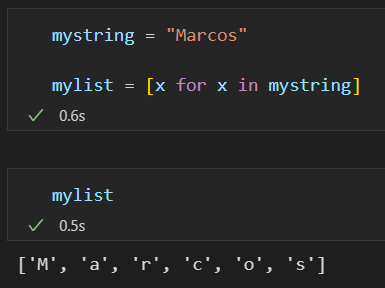 mystring = "Marcos"
mylist = [x for x in mystring]
0.6s
mylist
0.5s
['M', 'a', 'r', 'c', 'o', 's']